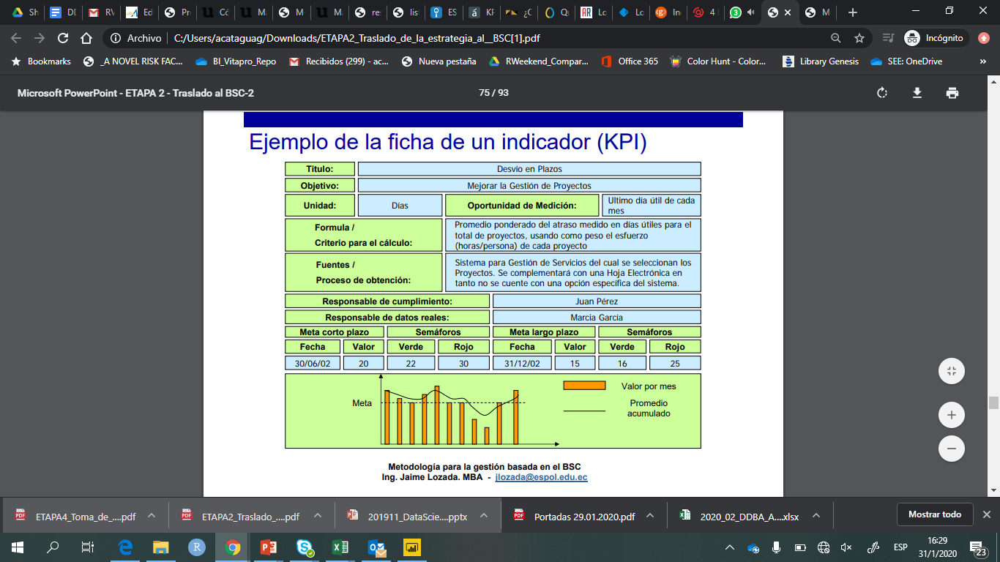 Sh
DD
RV
Ed
Pr
Có
M
M
M
re
list
ES
KP
¿C
Qu
Lo
Lo
In
4
3
M
Archivo
C:/Users/acataguag/Downloads/ETAPA2_Traslado_de_la_estrategia_al__BSC[1].pdf
Incógnito
Bookmarks
_A NOVEL RISK FAC...
BI_Vitapro_Repo
Recibidos (299) - ac...
Nueva pestaña
RWeekend_Compar...
Office 365
Color Hunt - Color...
Library Genesis
SEE: OneDrive
»
Microsoft PowerPoint - ETAPA 2 - Traslado al BSC-2
75 / 93
Ejemplo de la ficha de un indicador (KPI)
Titulo:
Desvío en Plazos
Objetivo:
Mejorar la Gestión de Proyectos
Unidad:
Días
Oportunidad de Medición:
Ultimo día útil de cada
mes
Formula /
Criterio para el cálculo:
Promedio ponderado del atraso medido en días útiles para el
total de proyectos, usando como peso el esfuerzo
(horas/persona) de cada proyecto
Fuentes /
Proceso de obtención:
Sistema para Gestión de Servicios del cual se seleccionan los
Proyectos. Se complementará con una Hoja Electrónica en
tanto no se cuente con una opción específica del sistema.
Responsable de cumplimiento:
Juan Pérez
Responsable de datos reales:
Marcia García
Meta corto plazo
Semáforos
Meta largo plazo
Semáforos
Fecha
Valor
Verde
Rojo
Fecha
Valor
Verde
Rojo
30/06/02
20
22
30
31/12/02
15
16
25
Meta
Valor por mes
Promedio
acumulado
Metodología para la gestión basada en el BSC
Ing. Jaime Lozada. MBA - jlozada@espol.edu.ec
ETAPA4_Toma_de_....pdf
ETAPA2_Traslado_....pdf
201911_DataScie....pptx
Portadas 29.01.2020.pdf
2020_02_DDBA_A....xlsx
Mostrar todo
ESP
16:29
31/1/2020
23